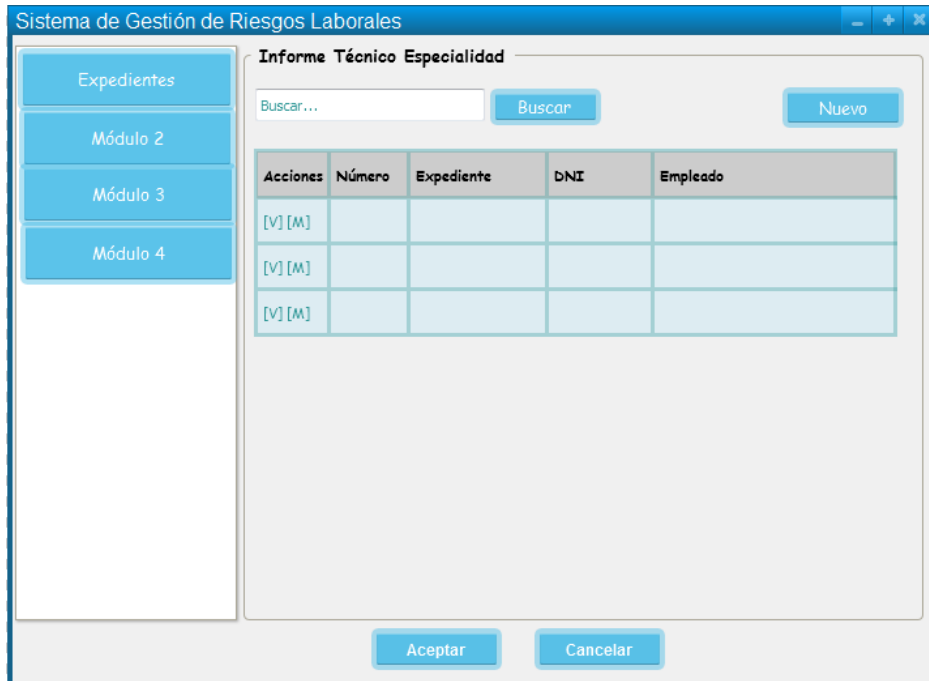 Sistema de Gestión de Riesgos Laborales
Expedientes
Módulo 2
Módulo 3
Módulo 4
Informe Técnico Especialidad
Buscar... Buscar Nuevo
Acciones Número Expediente DNI Empleado
[V] [M]
[V] [M]
[V] [M]
Aceptar Cancelar